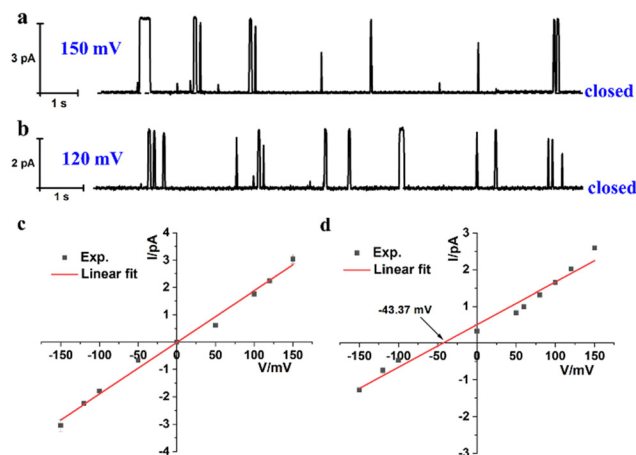 a
150 mV
3 pA
1 s
closed
b
120 mV
2 pA
1 s
closed
c
I/pA
4
3
2
1
0
-1
-2
-3
-4
-150 -100 -50 0 50 100 150
V/mV
Exp.
Linear fit
d
I/pA
3
2
1
0
-1
-2
-3
-150 -100 -50 0 50 100 150
V/mV
Exp.
Linear fit
-43.37 mV